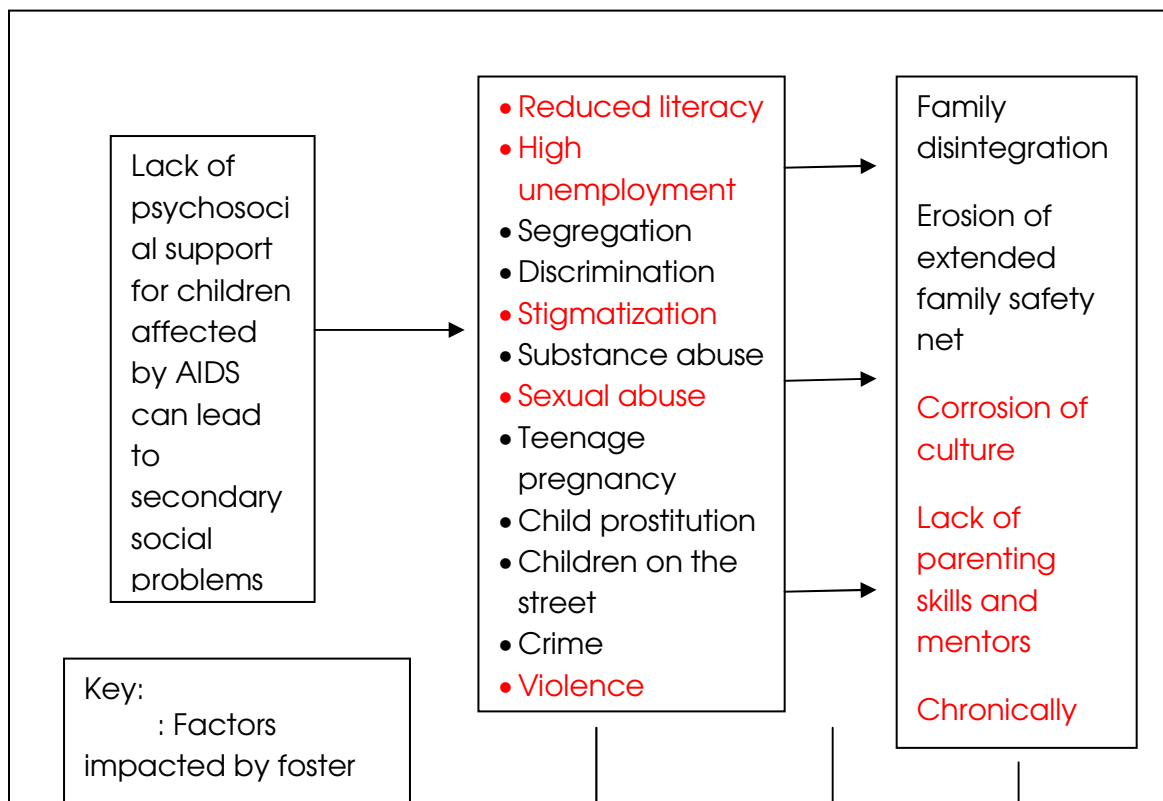 Lack of
psychosoci
al support
for children
affected
by AIDS
can lead
to
secondary
social
problems
• Reduced literacy
• High
unemployment
• Segregation
• Discrimination
• Stigmatization
• Substance abuse
• Sexual abuse
• Teenage
pregnancy
• Child prostitution
• Children on the
street
• Crime
• Violence
Family
disintegration
Erosion of
extended
family safety
net
Corrosion of
culture
Lack of
parenting
skills and
mentors
Chronically
Key:
: Factors
impacted by foster